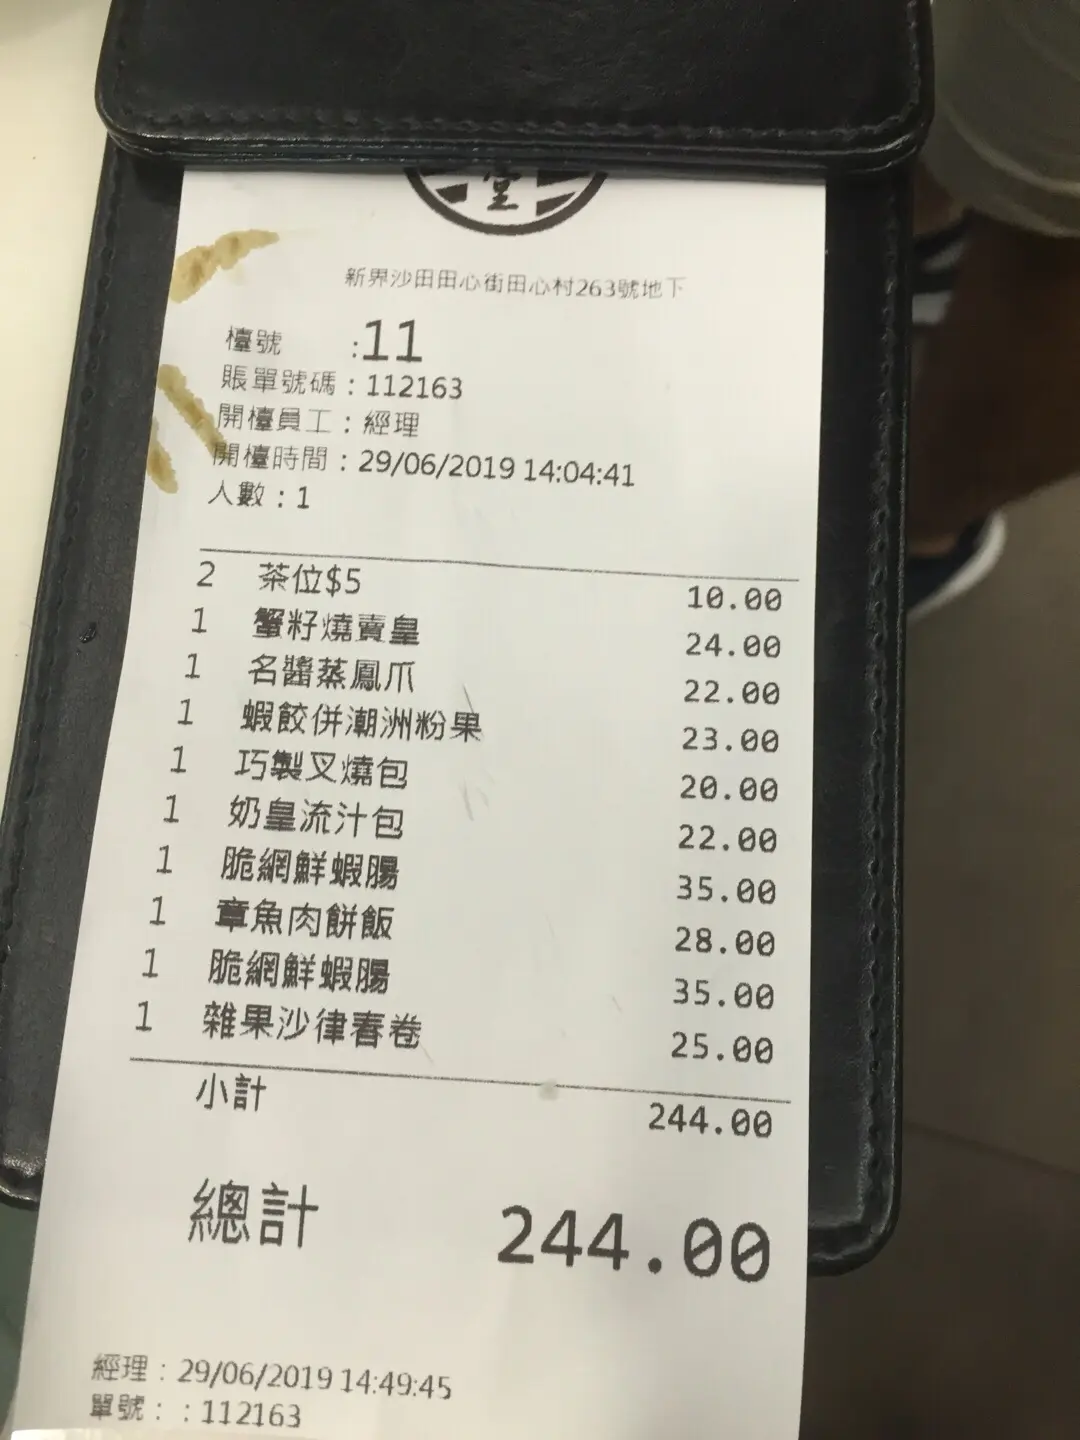 堂
新界沙田田心街田心村263號地下
檯號 :11
賬單號碼：112163
開檯員工：經理
開檯時間：29/06/2019 14:04:41
人數：1
2 茶位$5 10.00
1 蟹籽燒賣皇 24.00
1 名醬蒸鳳爪 22.00
1 蝦餃併潮洲粉果 23.00
1 巧製叉燒包 20.00
1 奶皇流汁包 22.00
1 脆網鮮蝦腸 35.00
1 章魚肉餅飯 28.00
1 脆網鮮蝦腸 35.00
1 雜果沙律春卷 25.00
小計 244.00
總計 244.00
經理：29/06/2019 14:49:45
單號：：112163